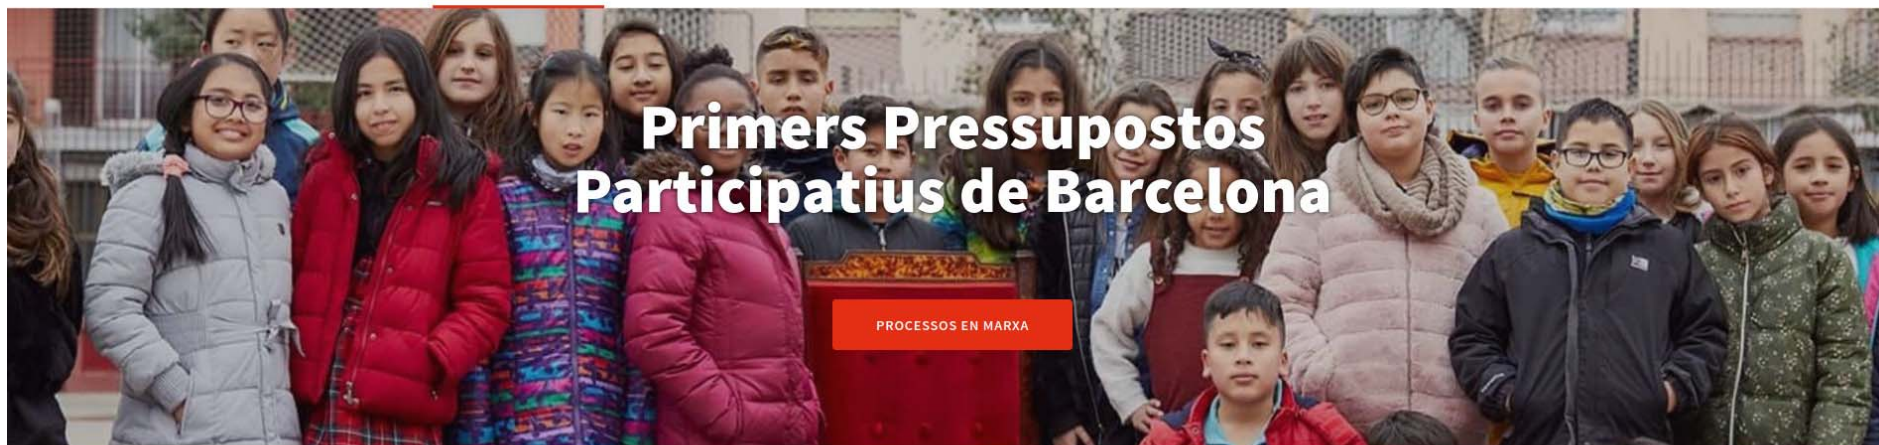 Primers Pressupostos
Participatius de Barcelona
PROCESSOS EN MARXA